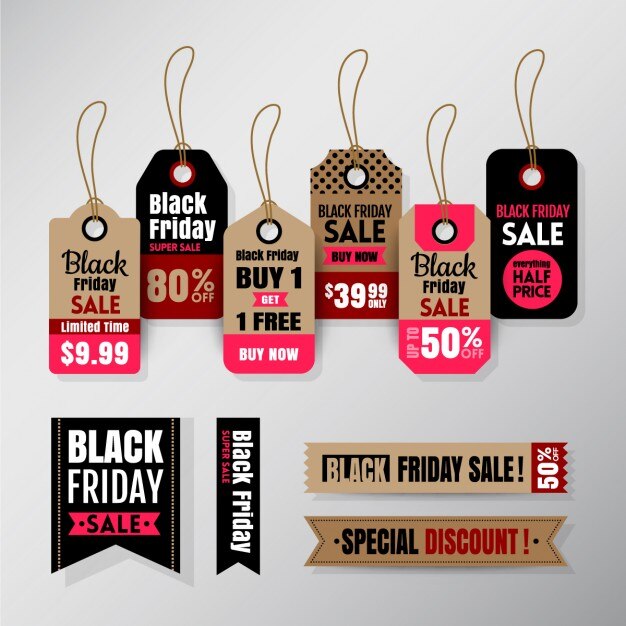 Black
Friday
SALE
Limited Time
$9.99
Black
Friday
SUPER SALE
80% OFF
Black Friday
BUY 1
GET
1 FREE
BUY NOW
BLACK FRIDAY
SALE
BUY NOW
$39.99 ONLY
Black
Friday
SALE
UP TO 50% OFF
BLACK FRIDAY
SALE
everything
HALF
PRICE
BLACK
FRIDAY
SALE
Black Friday
SUPER SALE
BLACK FRIDAY SALE! 50% OFF
SPECIAL DISCOUNT!